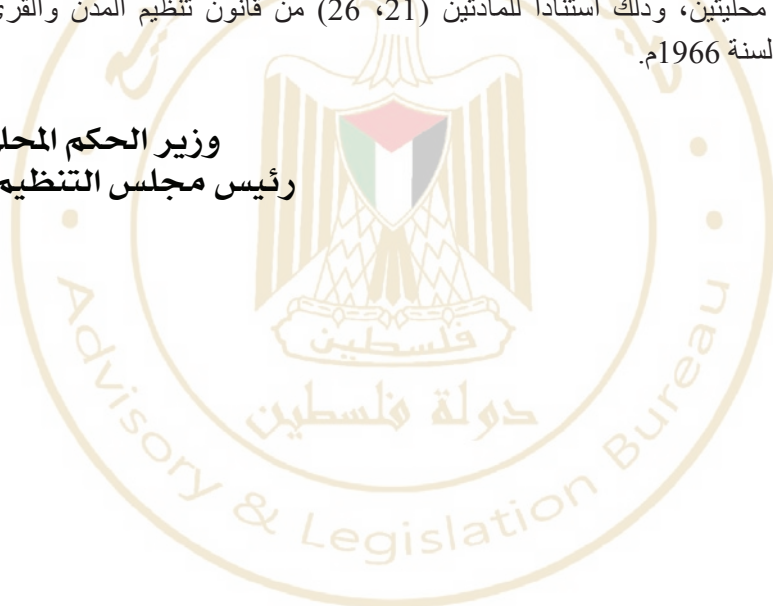 محليتين، وذلك استنادا للمادتين (21، 26) من قانون تنظيم المدن والقرى
لسنة 1966م.
وزير الحكم
رئيس مجلس التنظيم
فلسطين
دولة فلسطين
Advisory & Legislation Bureau